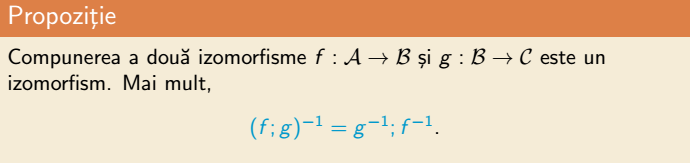 Propoziție
Compunerea a două izomorfisme f : 𝒜 → ℬ și g : ℬ → 𝒞 este un
izomorfism. Mai mult,
(f; g)⁻¹ = g⁻¹; f⁻¹.